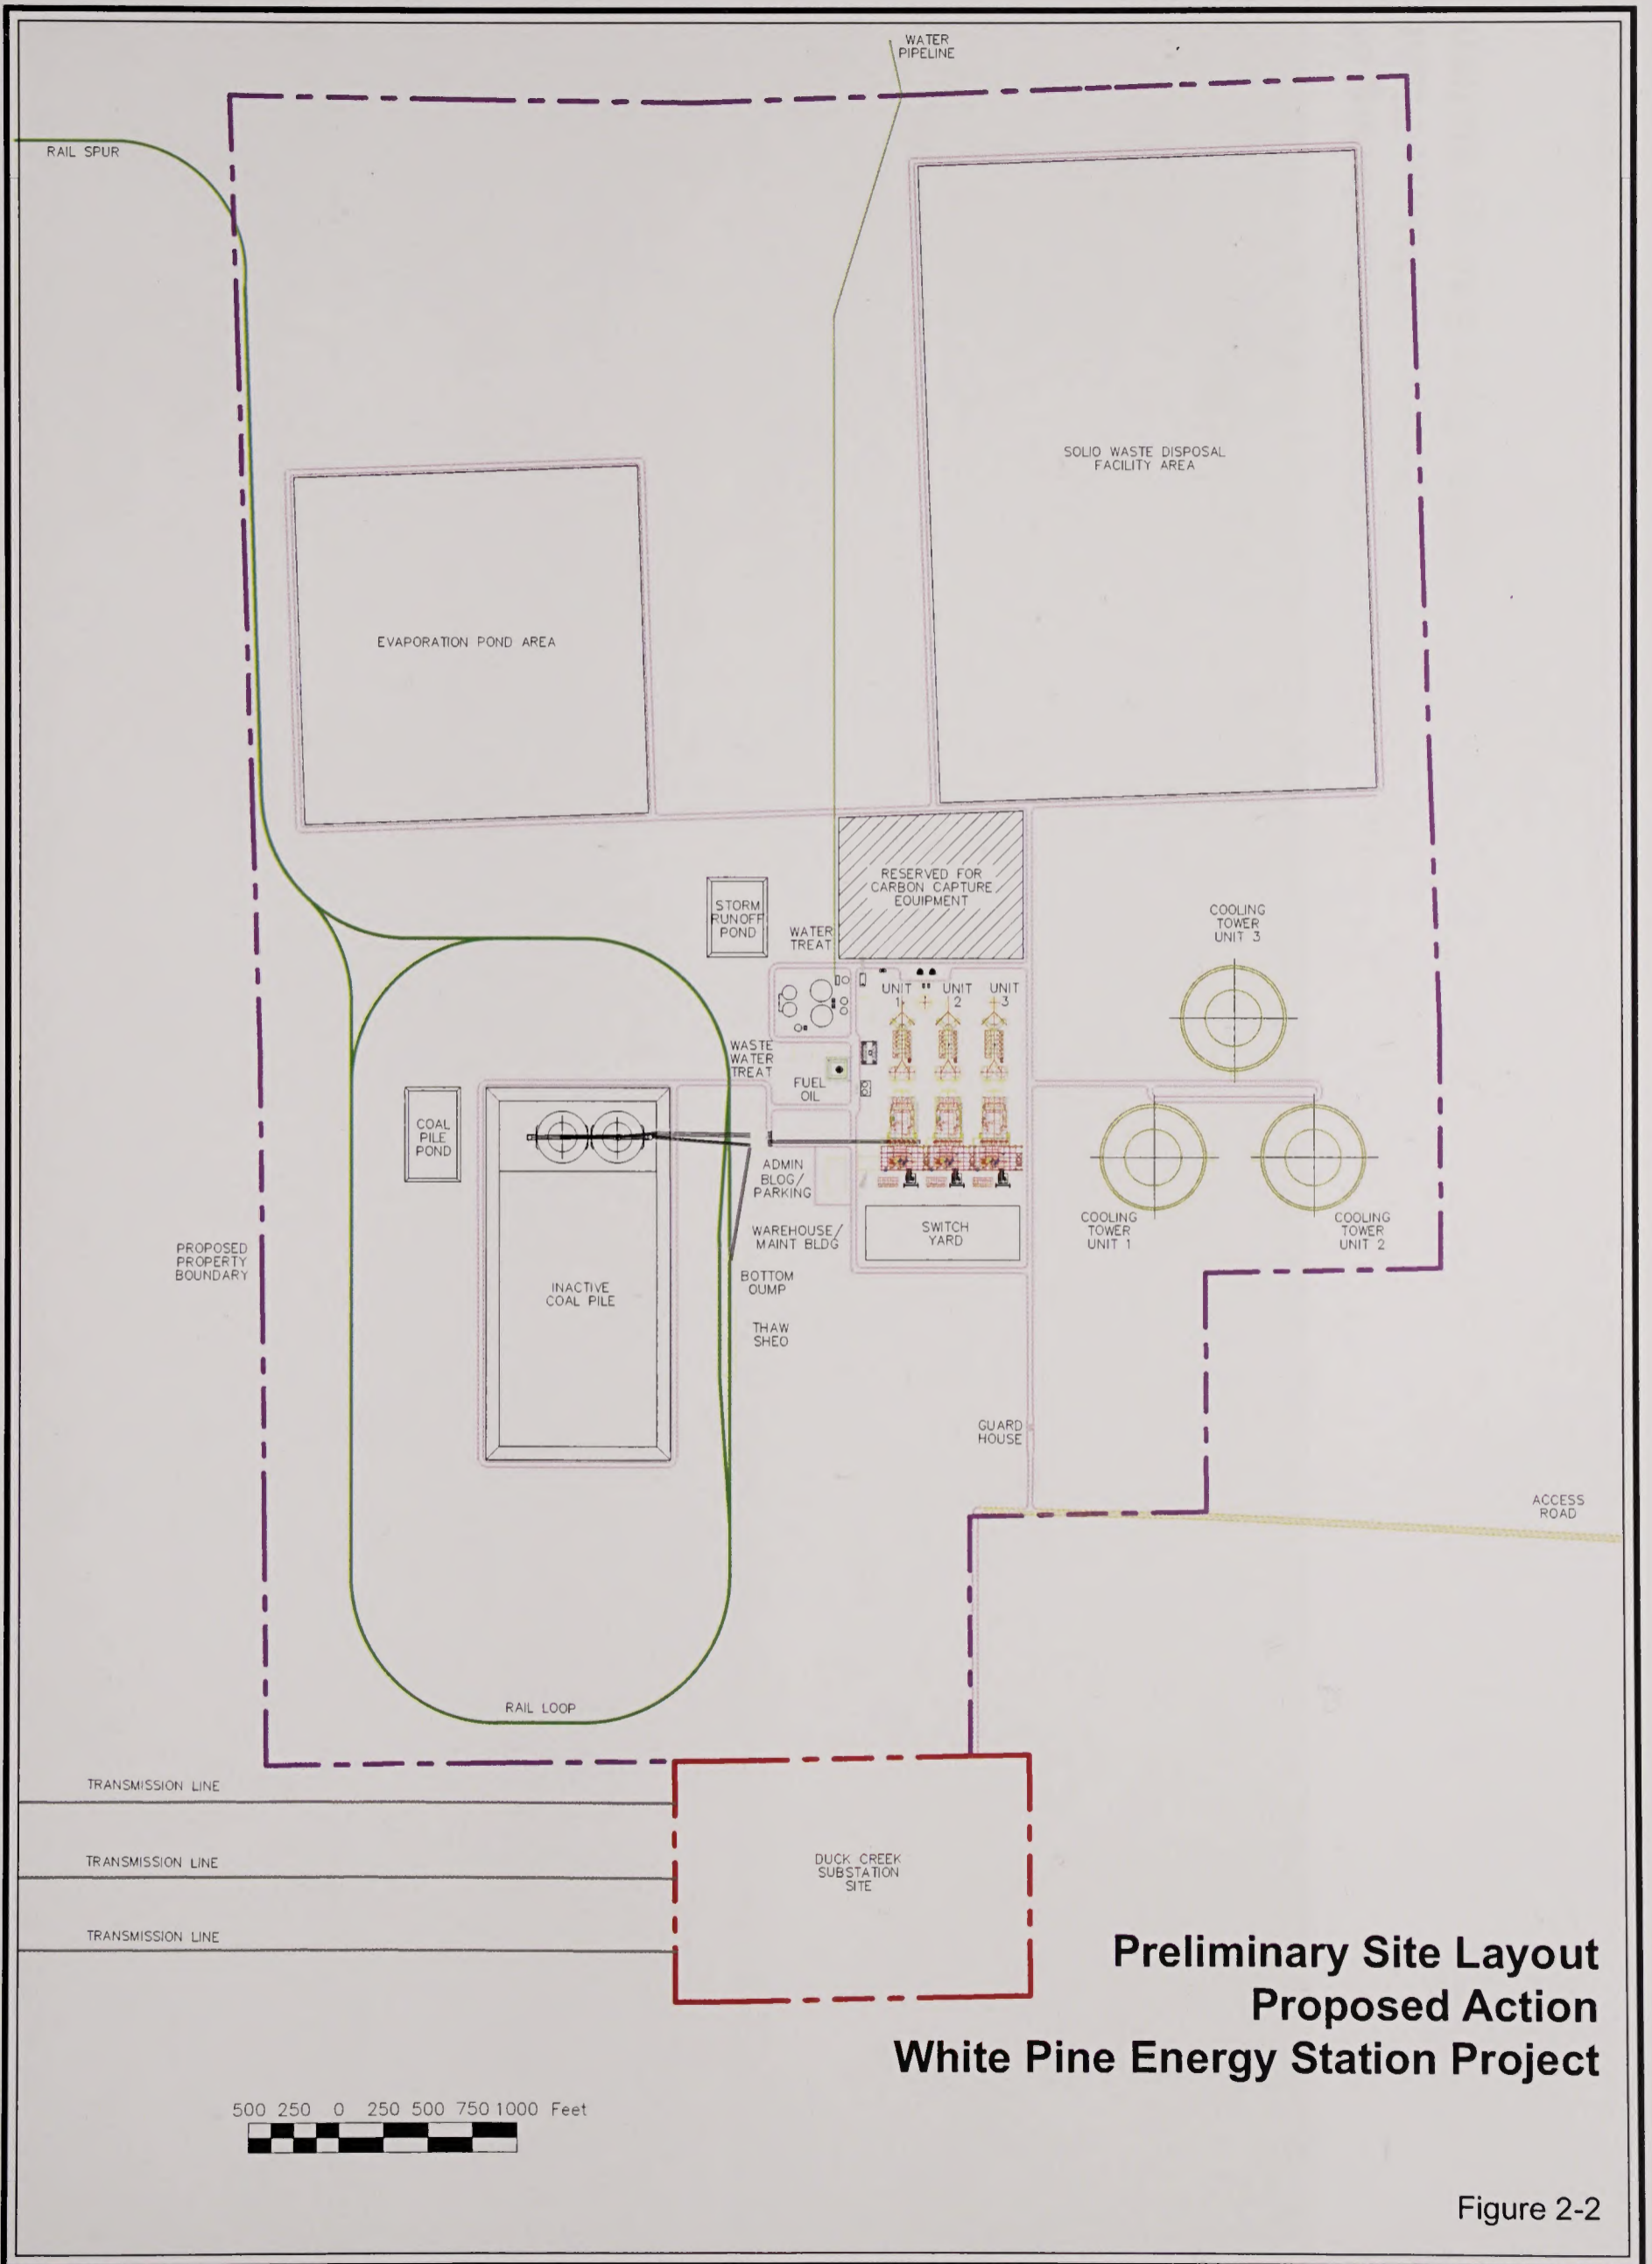 WATER
PIPELINE
RAIL SPUR
SOLIO WASTE DISPOSAL
FACILITY AREA
EVAPORATION POND AREA
RESERVED FOR
CARBON CAPTURE
EQUIPMENT
STORM
RUNOFF
POND
WATER
TREAT
COOLING
TOWER
UNIT 3
UNIT
1
UNIT
2
UNIT
3
WASTE
WATER
TREAT
FUEL
OIL
COAL
PILE
POND
ADMIN
BLDG/
PARKING
WAREHOUSE/
MAINT BLDG
SWITCH
YARD
COOLING
TOWER
UNIT 1
COOLING
TOWER
UNIT 2
PROPOSED
PROPERTY
BOUNDARY
INACTIVE
COAL PILE
BOTTOM
OUMP
THAW
SHEO
GUARD
HOUSE
ACCESS
ROAD
RAIL LOOP
TRANSMISSION LINE
TRANSMISSION LINE
TRANSMISSION LINE
DUCK CREEK
SUBSTATION
SITE
Preliminary Site Layout
Proposed Action
White Pine Energy Station Project
500 250 0 250 500 750 1000 Feet
Figure 2-2